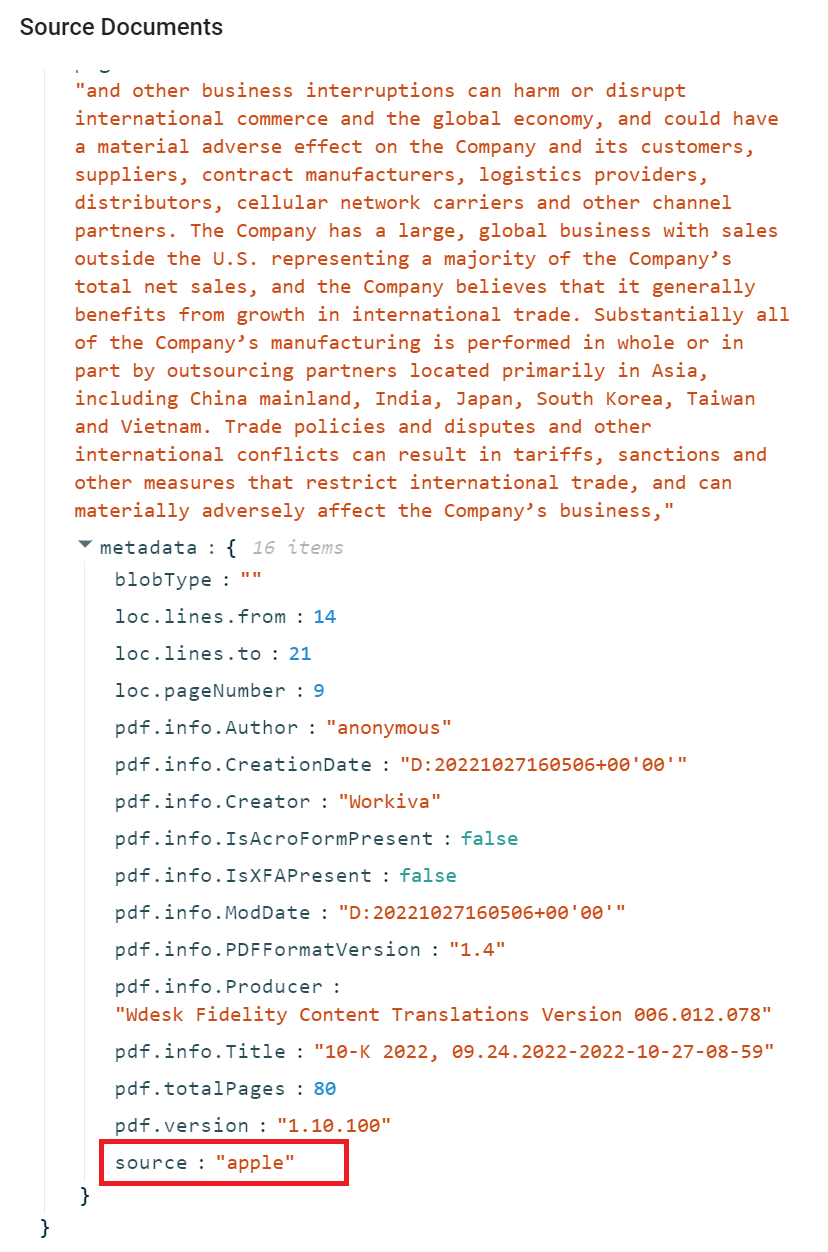 Source Documents
"and other business interruptions can harm or disrupt
international commerce and the global economy, and could have
a material adverse effect on the Company and its customers,
suppliers, contract manufacturers, logistics providers,
distributors, cellular network carriers and other channel
partners. The Company has a large, global business with sales
outside the U.S. representing a majority of the Company’s
total net sales, and the Company believes that it generally
benefits from growth in international trade. Substantially all
of the Company’s manufacturing is performed in whole or in
part by outsourcing partners located primarily in Asia,
including China mainland, India, Japan, South Korea, Taiwan
and Vietnam. Trade policies and disputes and other
international conflicts can result in tariffs, sanctions and
other measures that restrict international trade, and can
materially adversely affect the Company’s business,"
metadata : { 16 items
blobType : ""
loc.lines.from : 14
loc.lines.to : 21
loc.pageNumber : 9
pdf.info.Author : "anonymous"
pdf.info.CreationDate : "D:20221027160506+00'00'"
pdf.info.Creator : "Workiva"
pdf.info.IsAcroFormPresent : false
pdf.info.IsXFAPresent : false
pdf.info.ModDate : "D:20221027160506+00'00'"
pdf.info.PDFFormatVersion : "1.4"
pdf.info.Producer :
"Wdesk Fidelity Content Translations Version 006.012.078"
pdf.info.Title : "10-K 2022, 09.24.2022-2022-10-27-08-59"
pdf.totalPages : 80
pdf.version : "1.10.100"
source : "apple"
}
}